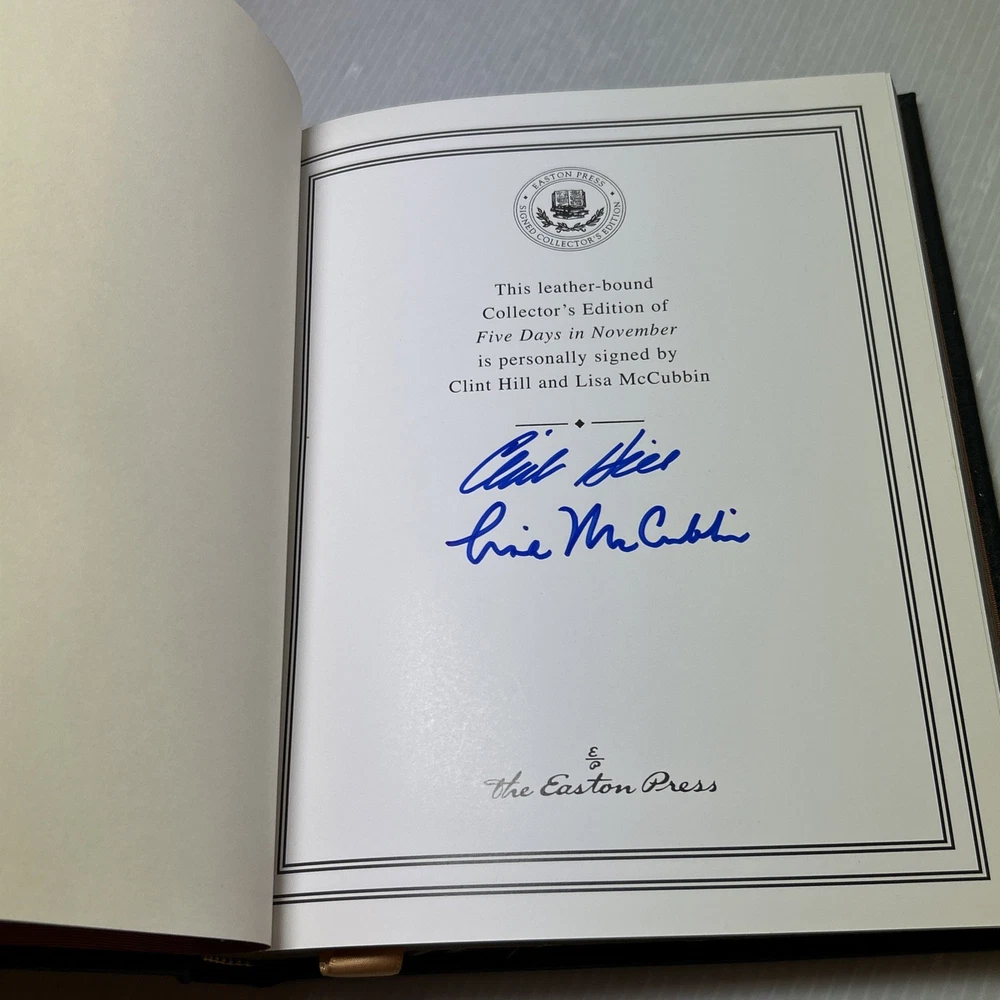 EASTON PRESS
SIGNED COLLECTOR'S EDITION
This leather-bound
Collector's Edition of
Five Days in November
is personally signed by
Clint Hill and Lisa McCubbin
Clint Hill
Lisa McCubbin
E
P
the Easton Press